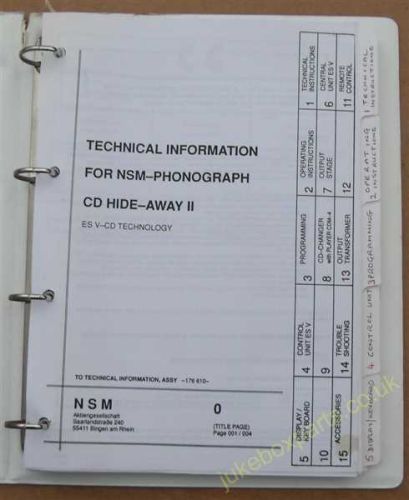 TECHNICAL INFORMATION
FOR NSM-PHONOGRAPH
CD HIDE-AWAY II
ES V-CD TECHNOLOGY
TO TECHNICAL INFORMATION, ASSY -176 610-
NSM
Aktiengesellschaft
Saarlandstraße 240
55411 Bingen am Rhein
0
(TITLE PAGE)
Page 001 / 004
1 TECHNICAL INSTRUCTIONS
6 CENTRAL UNIT ES V
11 REMOTE CONTROL
2 OPERATING INSTRUCTIONS
7 OUTPUT STAGE
12
3 PROGRAMMING
8 CD-CHANGER with PLAYER COM-4
13 OUTPUT TRANSFORMER
4 CONTROL UNIT ES V
9
14 TROUBLE SHOOTING
5 DISPLAY / KEY BOARD
10
15 ACCESSORIES
1 TECHNICAL INSTRUCTIONS
2 OPERATING INSTRUCTIONS
3 PROGRAMMING
4 CONTROL UNIT
5 DISPLAY/KEYBOARD
jukeboxparts.co.uk